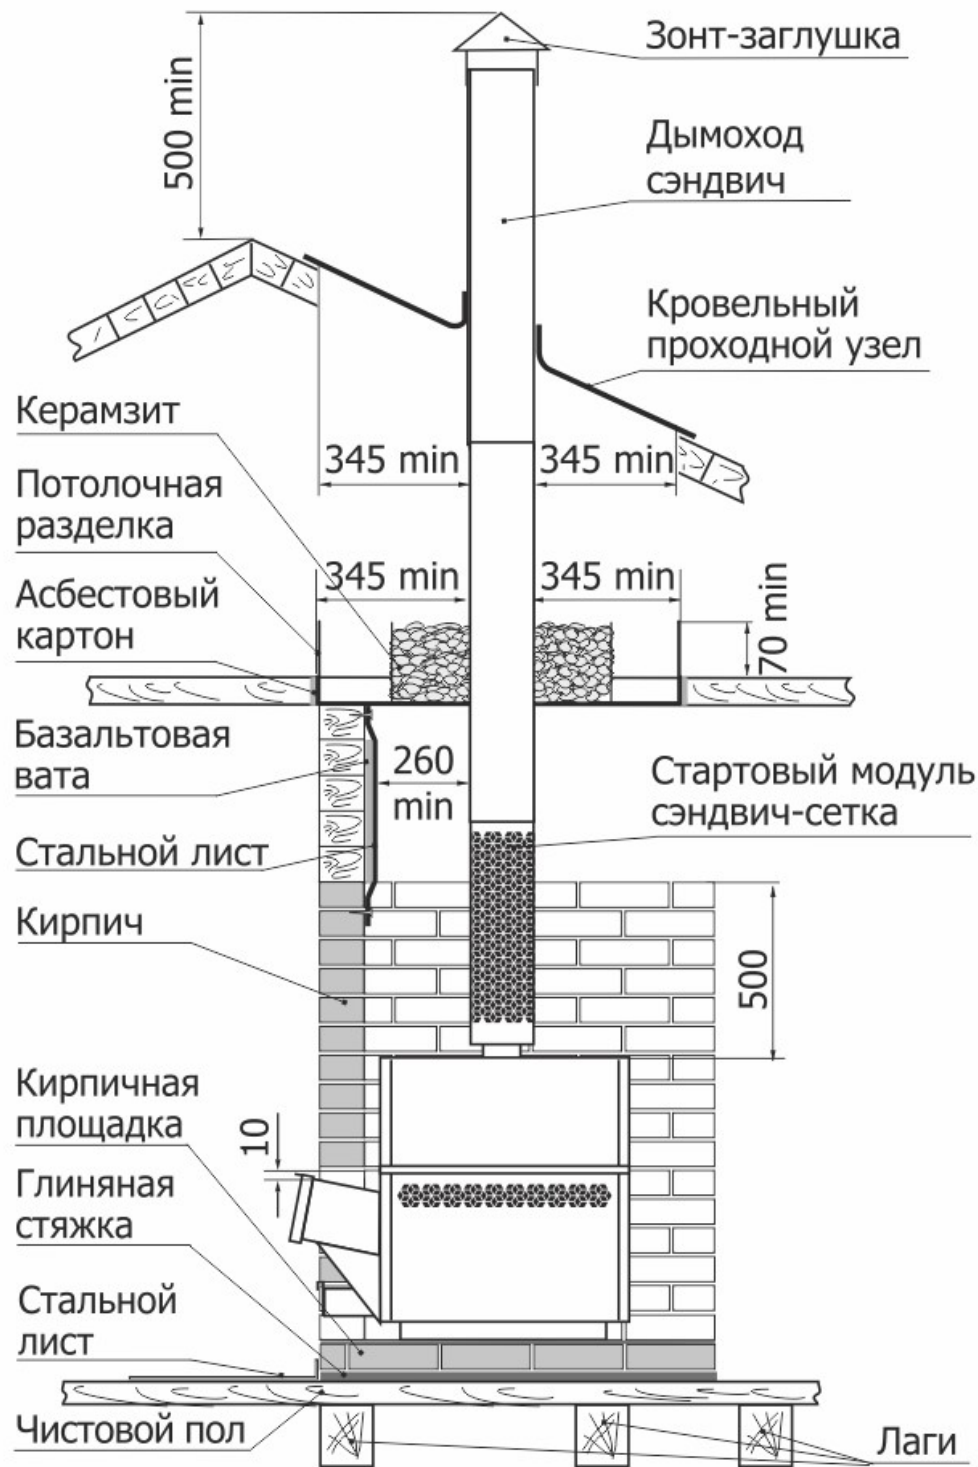 Зонт-заглушка
500 min
Дымоход
сэндвич
Кровельный
проходной узел
Керамзит
345 min
345 min
Потолочная
разделка
345 min
345 min
70 min
Асбестовый
картон
Базальтовая
вата
260
min
Стартовый модуль
сэндвич-сетка
Стальной лист
Кирпич
500
Кирпичная
площадка
10
Глиняная
стяжка
Стальной
лист
Чистовой пол
Лаги